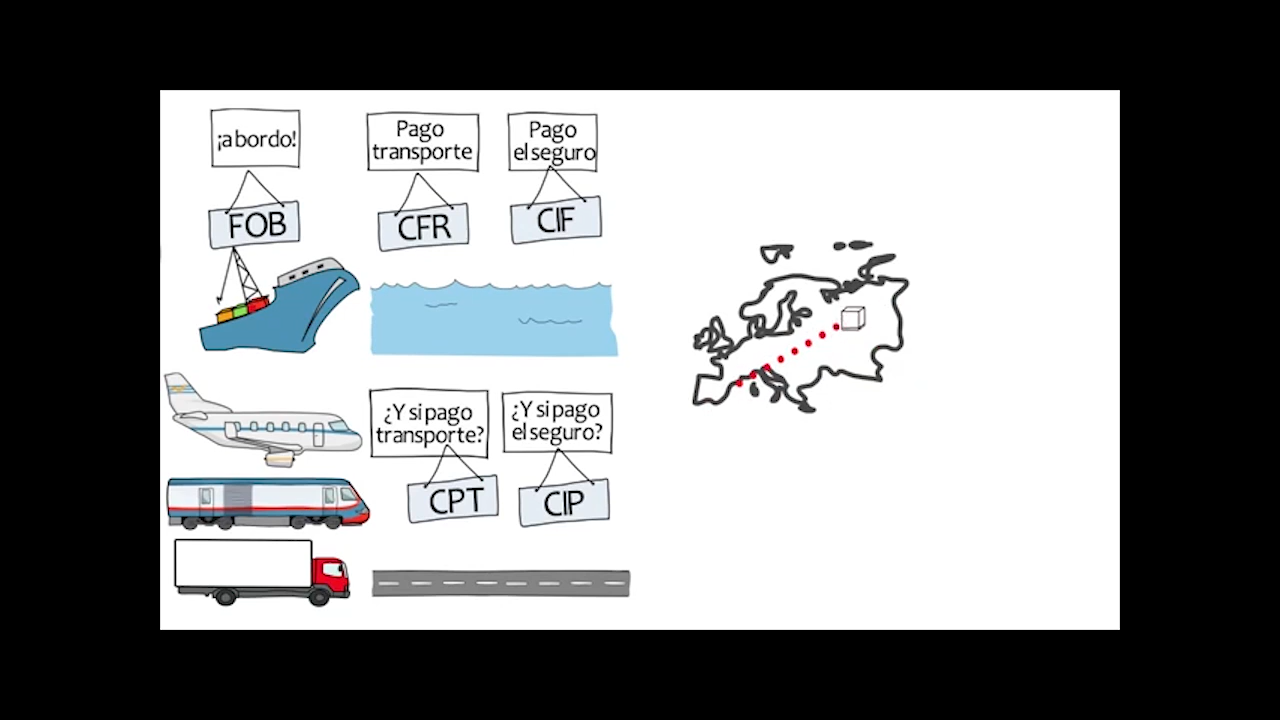 ¡a bordo!
Pago
transporte
Pago
el seguro
FOB
CFR
CIF
¿Y si pago
transporte?
¿Y si pago
el seguro?
CPT
CIP